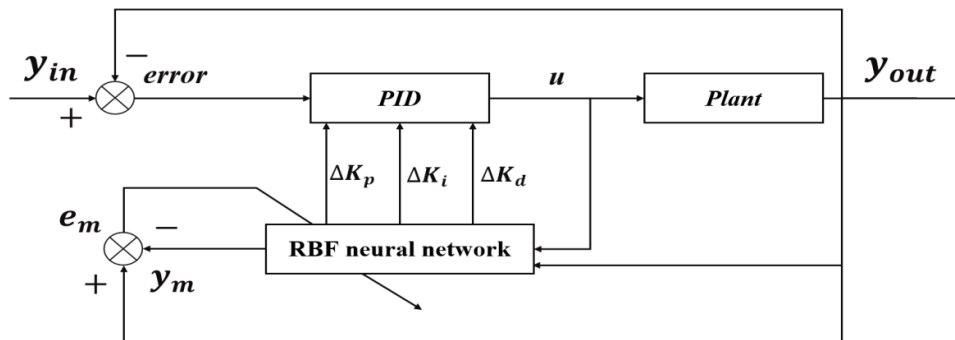 −
y_in
error
u
y_out
PID
Plant
+
ΔK_p ΔK_i ΔK_d
e_m
−
RBF neural network
+
y_m